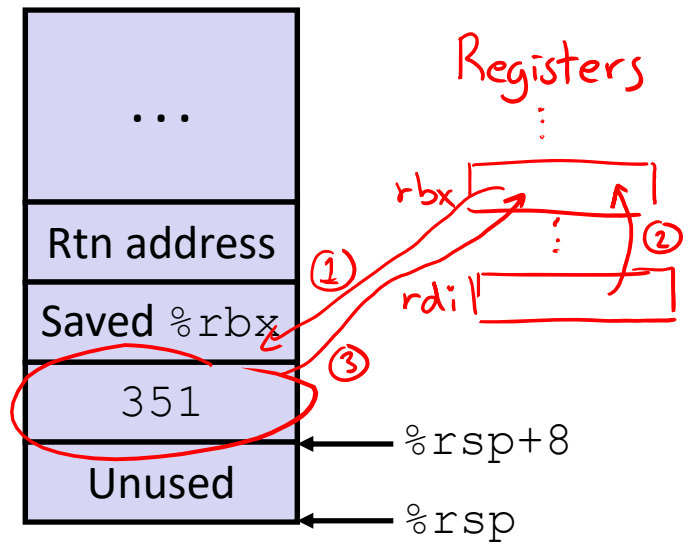 ...
Registers
rbx
Rtn address
①
②
Saved %rbx
rdi
③
351
%rsp+8
Unused
%rsp